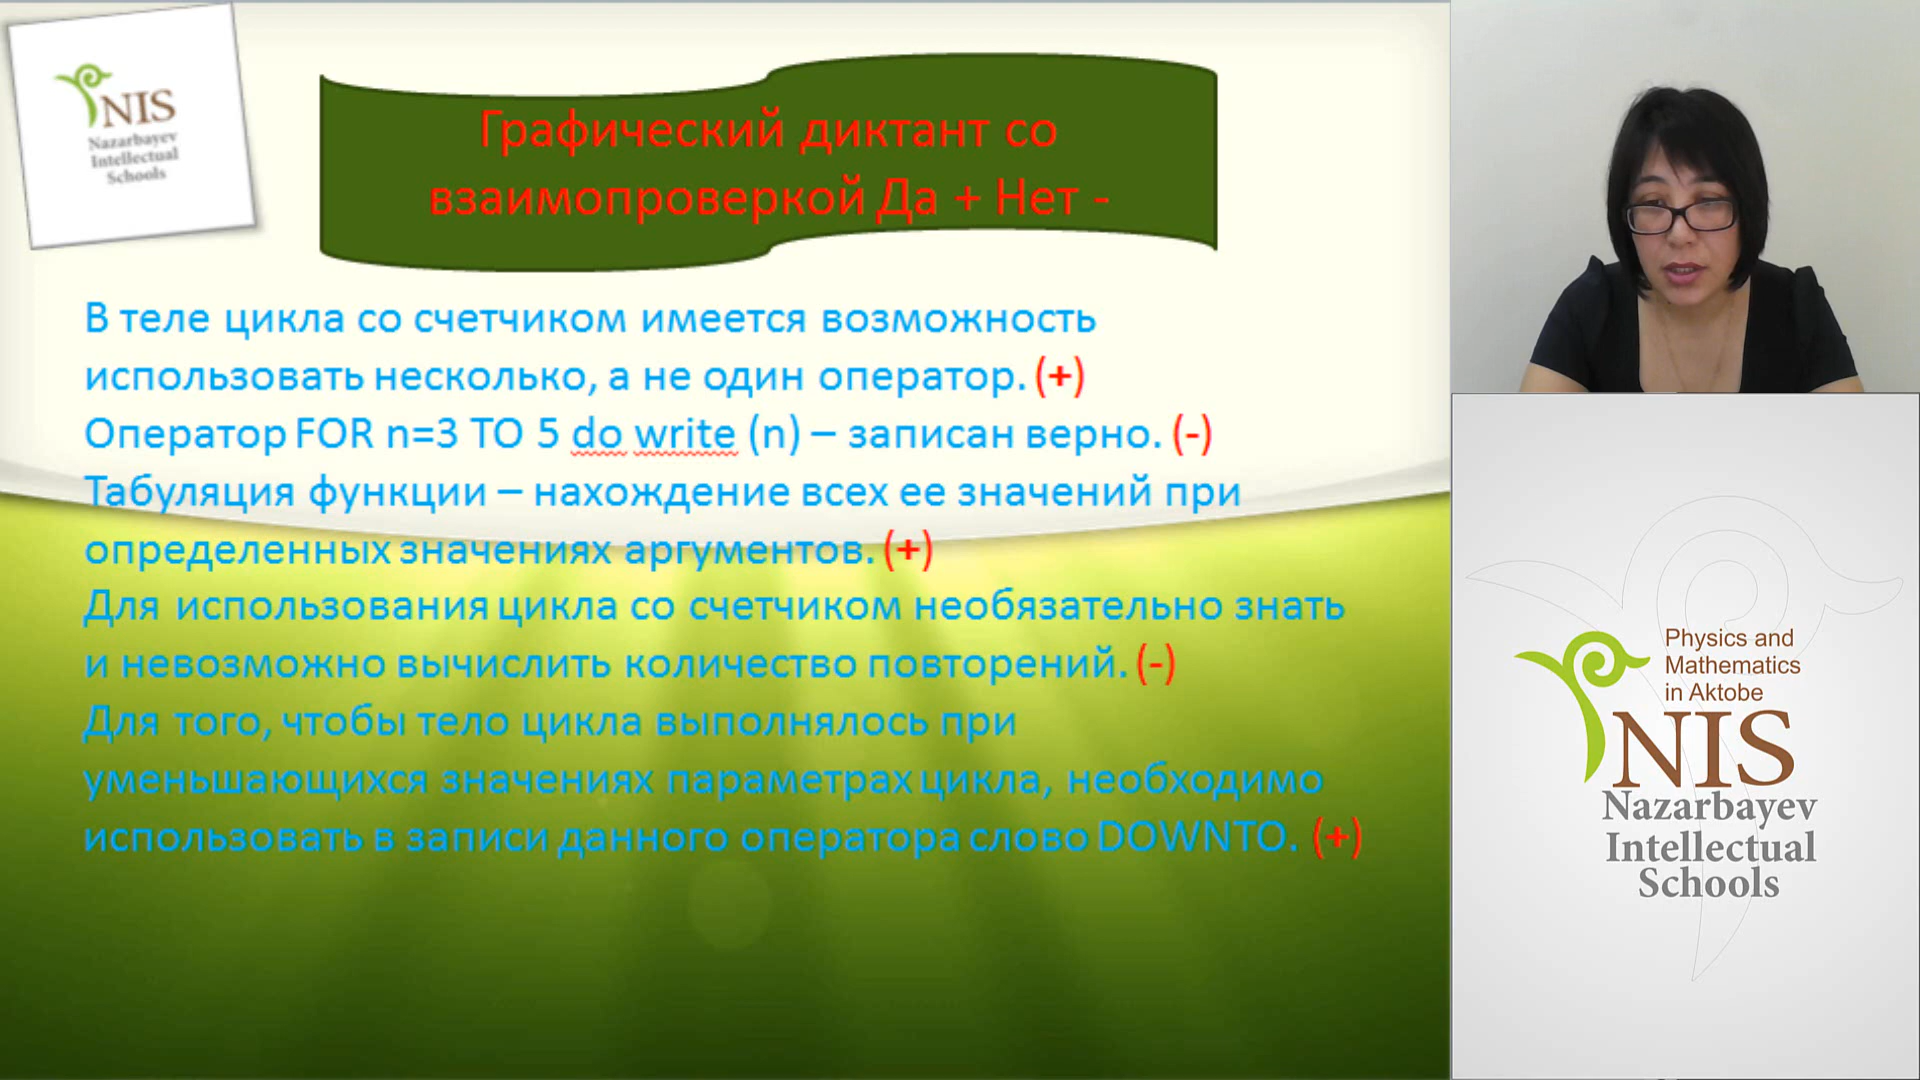 NIS
Nazarbayev
Intellectual
Schools
Графический диктант со
взаимопроверкой Да + Нет -
В теле цикла со счетчиком имеется возможность
использовать несколько, а не один оператор. (+)
Оператор FOR n=3 TO 5 do write (n) – записан верно. (-)
Табуляция функции – нахождение всех ее значений при
определенных значениях аргументов. (+)
Для использования цикла со счетчиком необязательно знать
и невозможно вычислить количество повторений. (-)
Для того, чтобы тело цикла выполнялось при
уменьшающихся значениях параметрах цикла, необходимо
использовать в записи данного оператора слово DOWNTO. (+)
Physics and
Mathematics
in Aktobe
NIS
Nazarbayev
Intellectual
Schools